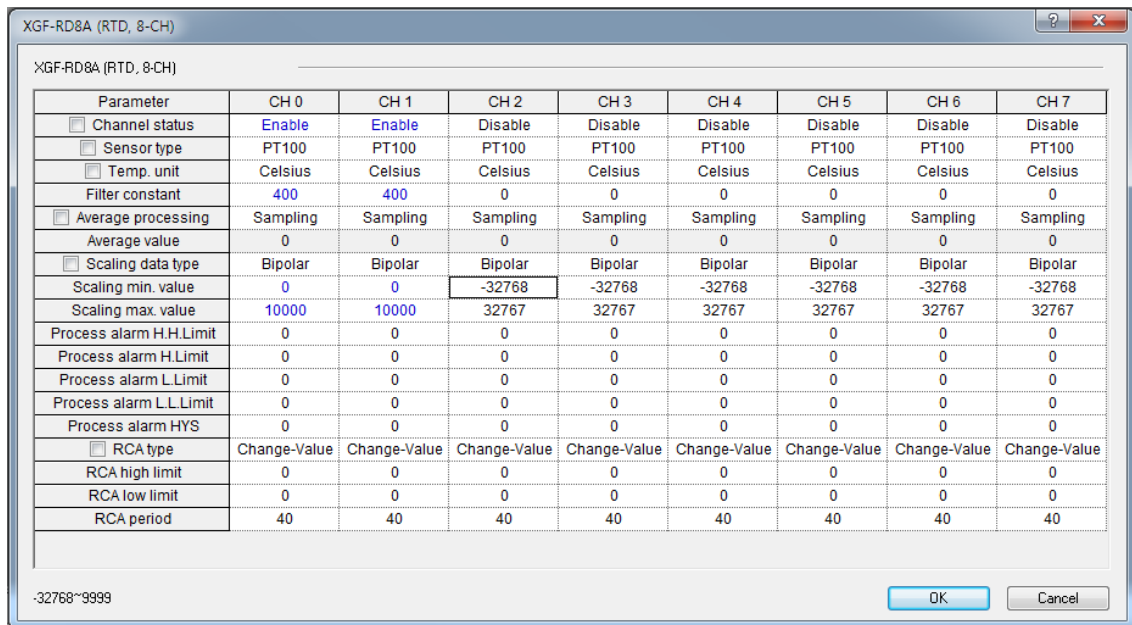 XGF-RD8A (RTD, 8-CH)
XGF-RD8A (RTD, 8-CH)
Parameter CH 0 CH 1 CH 2 CH 3 CH 4 CH 5 CH 6 CH 7
Channel status Enable Enable Disable Disable Disable Disable Disable Disable
Sensor type PT100 PT100 PT100 PT100 PT100 PT100 PT100 PT100
Temp. unit Celsius Celsius Celsius Celsius Celsius Celsius Celsius Celsius
Filter constant 400 400 0 0 0 0 0 0
Average processing Sampling Sampling Sampling Sampling Sampling Sampling Sampling Sampling
Average value 0 0 0 0 0 0 0 0
Scaling data type Bipolar Bipolar Bipolar Bipolar Bipolar Bipolar Bipolar Bipolar
Scaling min. value 0 0 -32768 -32768 -32768 -32768 -32768 -32768
Scaling max. value 10000 10000 32767 32767 32767 32767 32767 32767
Process alarm H.H.Limit 0 0 0 0 0 0 0 0
Process alarm H.Limit 0 0 0 0 0 0 0 0
Process alarm L.Limit 0 0 0 0 0 0 0 0
Process alarm L.L.Limit 0 0 0 0 0 0 0 0
Process alarm HYS 0 0 0 0 0 0 0 0
RCA type Change-Value Change-Value Change-Value Change-Value Change-Value Change-Value Change-Value Change-Value
RCA high limit 0 0 0 0 0 0 0 0
RCA low limit 0 0 0 0 0 0 0 0
RCA period 40 40 40 40 40 40 40 40
-32768~9999 OK Cancel